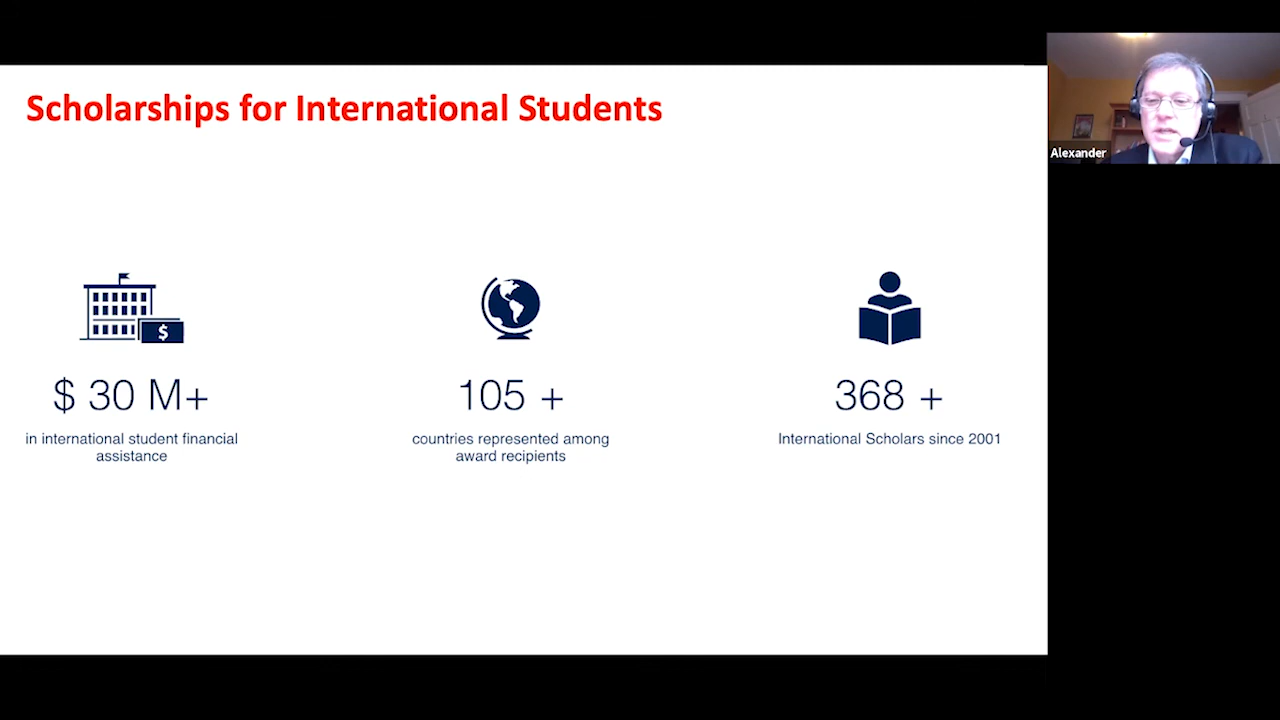 Scholarships for International Students
Alexander
$
$ 30 M+
in international student financial
assistance
105 +
countries represented among
award recipients
368 +
International Scholars since 2001